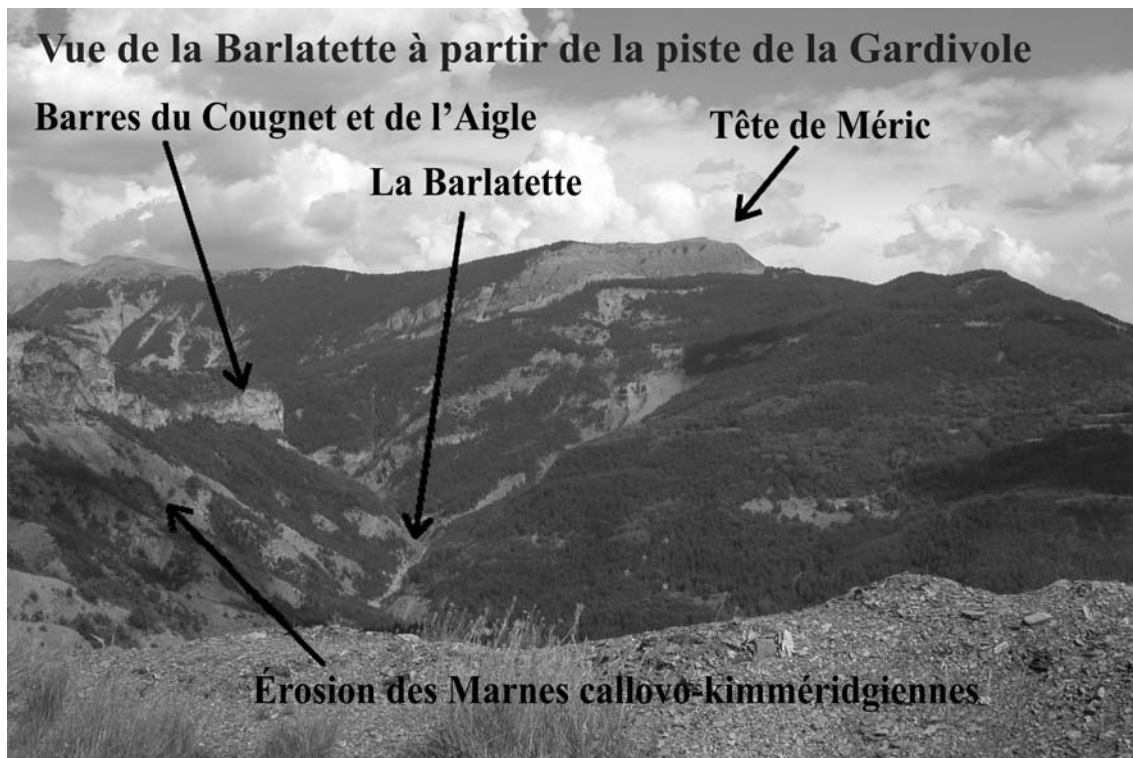 Vue de la Barlatette à partir de la piste de la Gardivole
Barres du Cougnet et de l'Aigle
Tête de Méric
La Barlatette
Érosion des Marnes callovo-kimméridgiennes